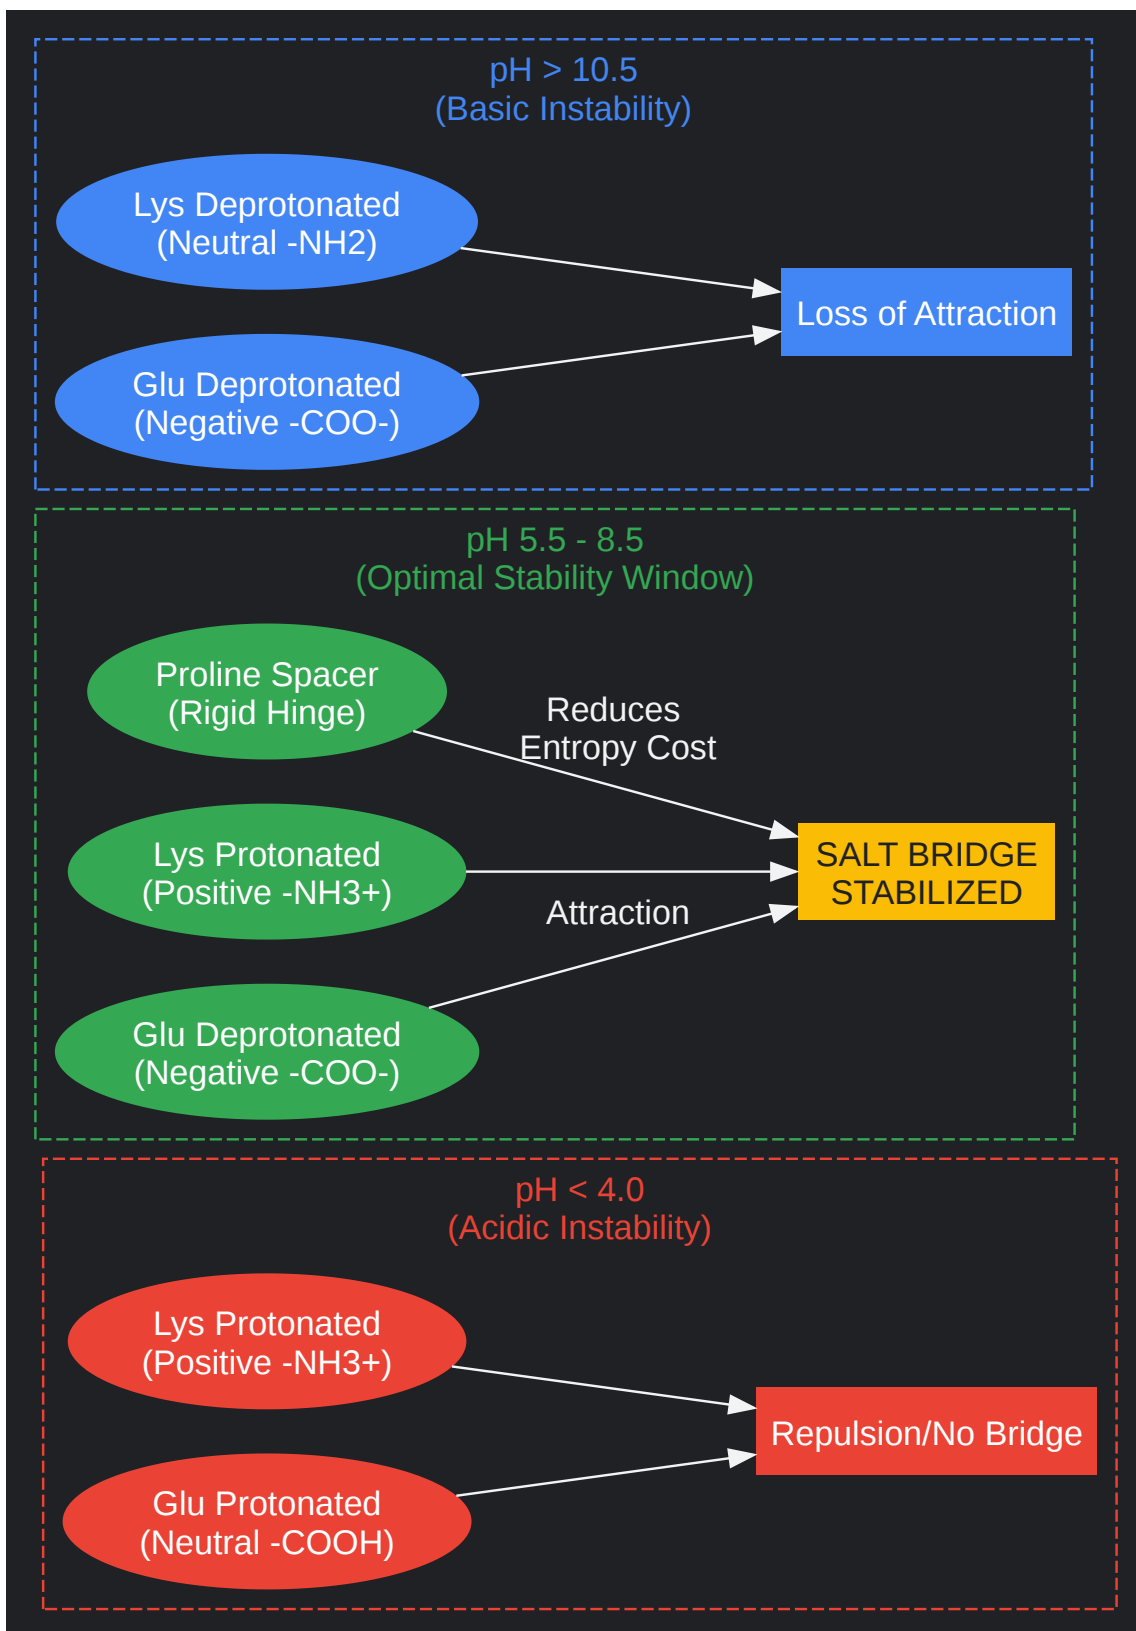 pH > 10.5
(Basic Instability)
Lys Deprotonated
(Neutral -NH2)
Loss of Attraction
Glu Deprotonated
(Negative -COO-)
pH 5.5 - 8.5
(Optimal Stability Window)
Proline Spacer
(Rigid Hinge)
Reduces
Entropy Cost
Lys Protonated
(Positive -NH3+)
SALT BRIDGE
STABILIZED
Attraction
Glu Deprotonated
(Negative -COO-)
pH < 4.0
(Acidic Instability)
Lys Protonated
(Positive -NH3+)
Repulsion/No Bridge
Glu Protonated
(Neutral -COOH)